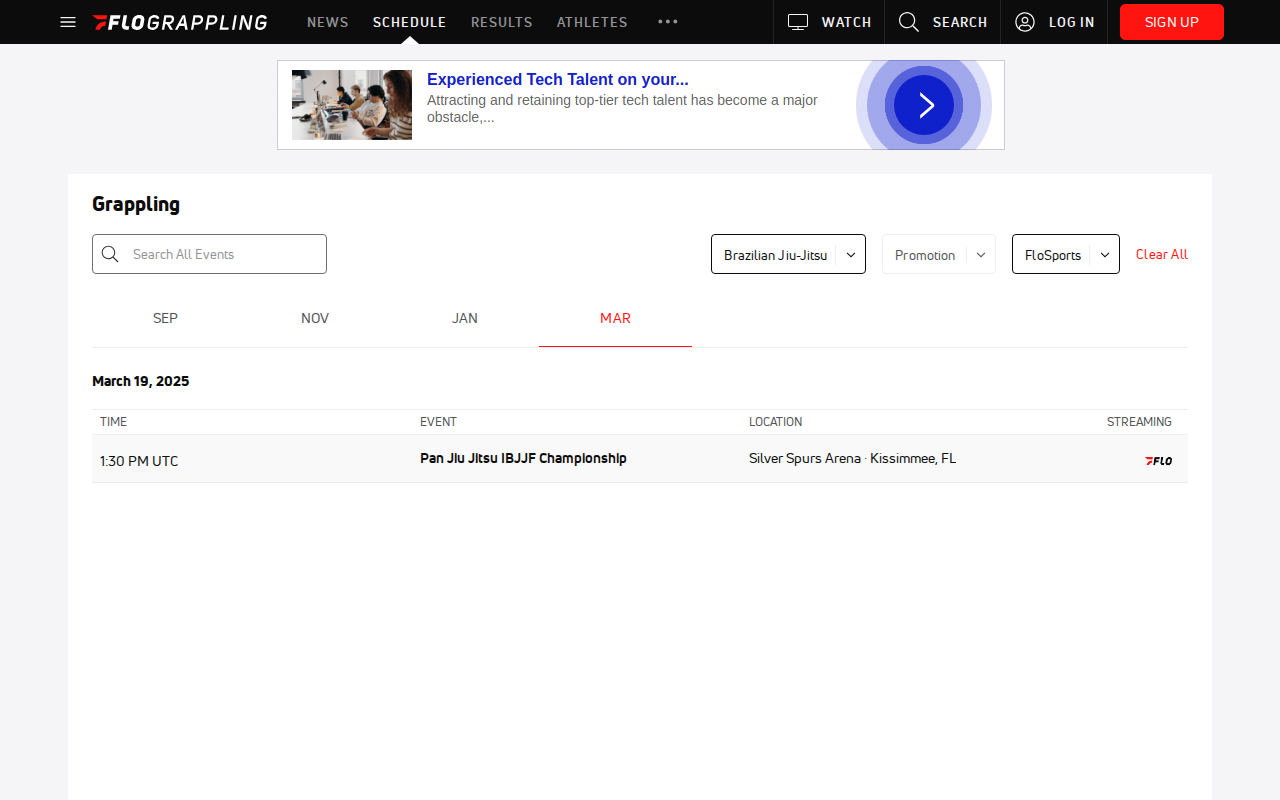 FLOGRAPPLING NEWS SCHEDULE RESULTS ATHLETES WATCH SEARCH LOG IN SIGN UP
Experienced Tech Talent on your...
Attracting and retaining top-tier tech talent has become a major
obstacle,...
Grappling
Search All Events Brazilian Jiu-Jitsu Promotion FloSports Clear All
SEP NOV JAN MAR
March 19, 2025
TIME EVENT LOCATION STREAMING
1:30 PM UTC Pan Jiu Jitsu IBJJF Championship Silver Spurs Arena · Kissimmee, FL FLO